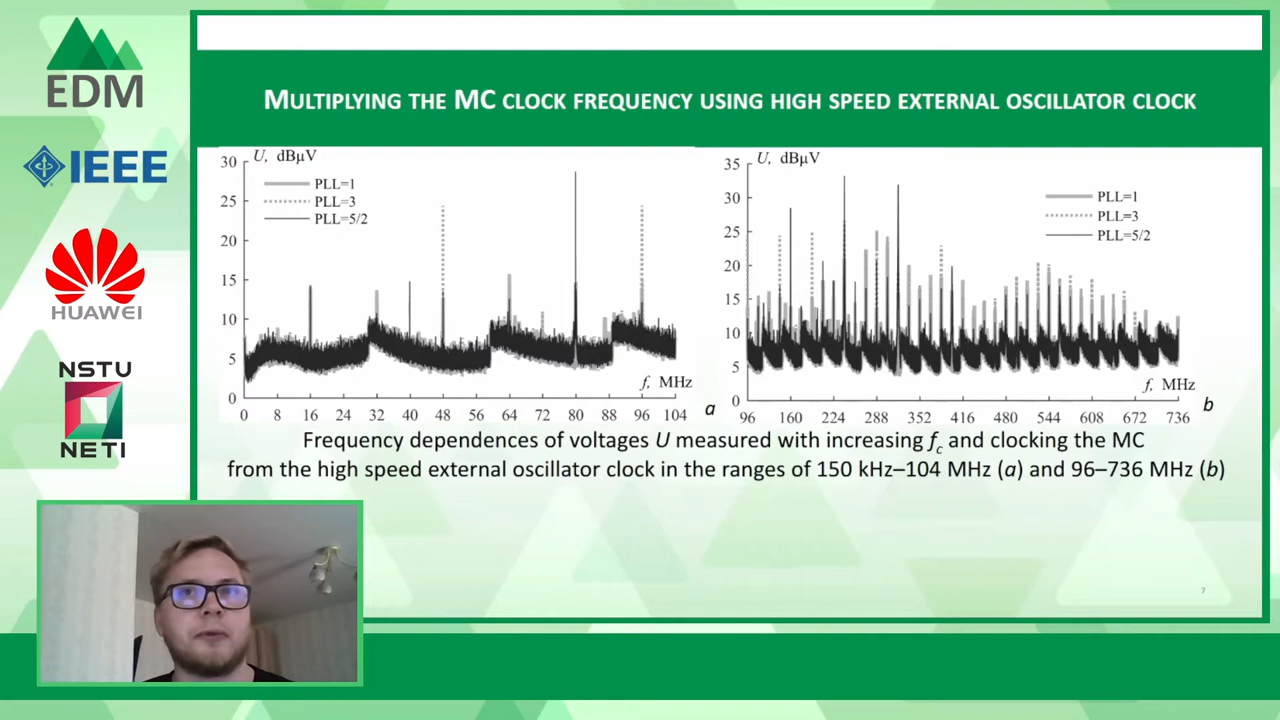 EDM
IEEE
HUAWEI
NSTU
NETI
MULTIPLYING THE MC CLOCK FREQUENCY USING HIGH SPEED EXTERNAL OSCILLATOR CLOCK
U, dBµV
30
25
20
15
10
5
0
PLL=1
PLL=3
PLL=5/2
f, MHz
0 8 16 24 32 40 48 56 64 72 80 88 96 104
a
U, dBµV
35
30
25
20
15
10
5
0
PLL=1
PLL=3
PLL=5/2
f, MHz
96 160 224 288 352 416 480 544 608 672 736
b
Frequency dependences of voltages U measured with increasing fc and clocking the MC
from the high speed external oscillator clock in the ranges of 150 kHz–104 MHz (a) and 96–736 MHz (b)
7